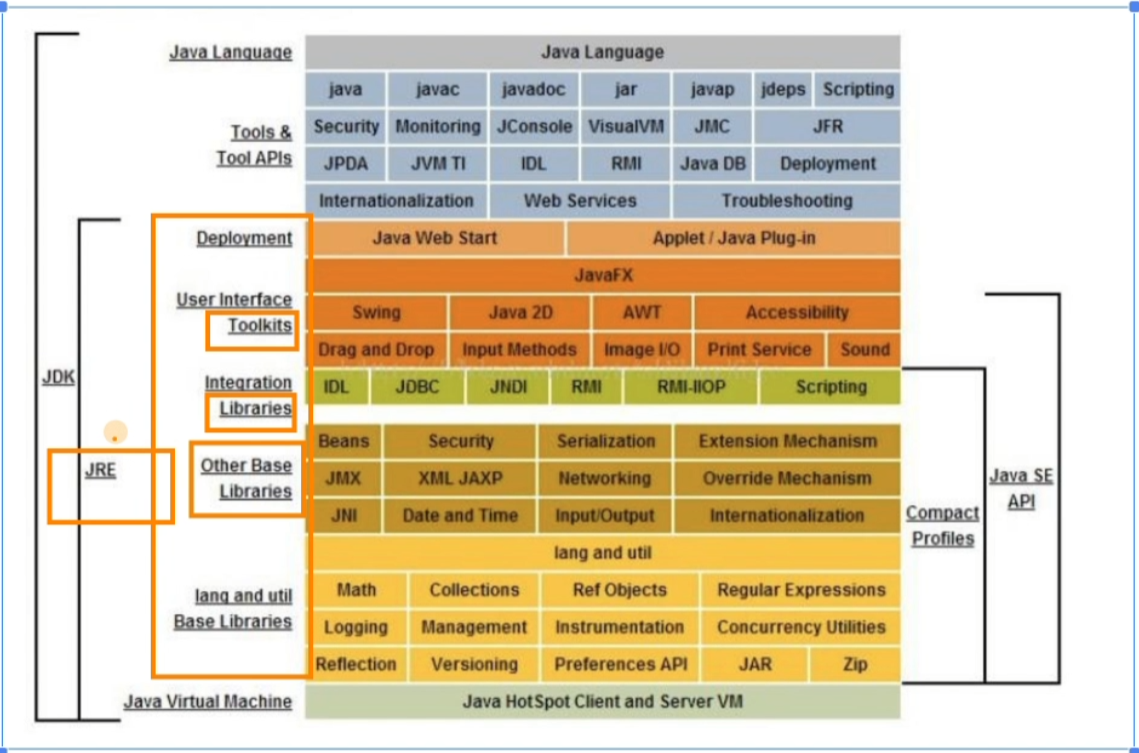 Java Language Java Language
java javac javadoc jar javap jdeps Scripting
Tools & Security Monitoring JConsole VisualVM JMC JFR
Tool APIs JPDA JVM TI IDL RMI Java DB Deployment
Internationalization Web Services Troubleshooting
Deployment Java Web Start Applet / Java Plug-in
JavaFX
User Interface
Toolkits
Swing Java 2D AWT Accessibility
Drag and Drop Input Methods Image I/O Print Service Sound
JDK
Integration
Libraries
IDL JDBC JNDI RMI RMI-IIOP Scripting
Beans Security Serialization Extension Mechanism
JRE
Other Base
Libraries
JMX XML JAXP Networking Override Mechanism
Java SE
API
JNI Date and Time Input/Output Internationalization
Compact
Profiles
lang and util
lang and util
Base Libraries
Math Collections Ref Objects Regular Expressions
Logging Management Instrumentation Concurrency Utilities
Reflection Versioning Preferences API JAR Zip
Java Virtual Machine Java HotSpot Client and Server VM